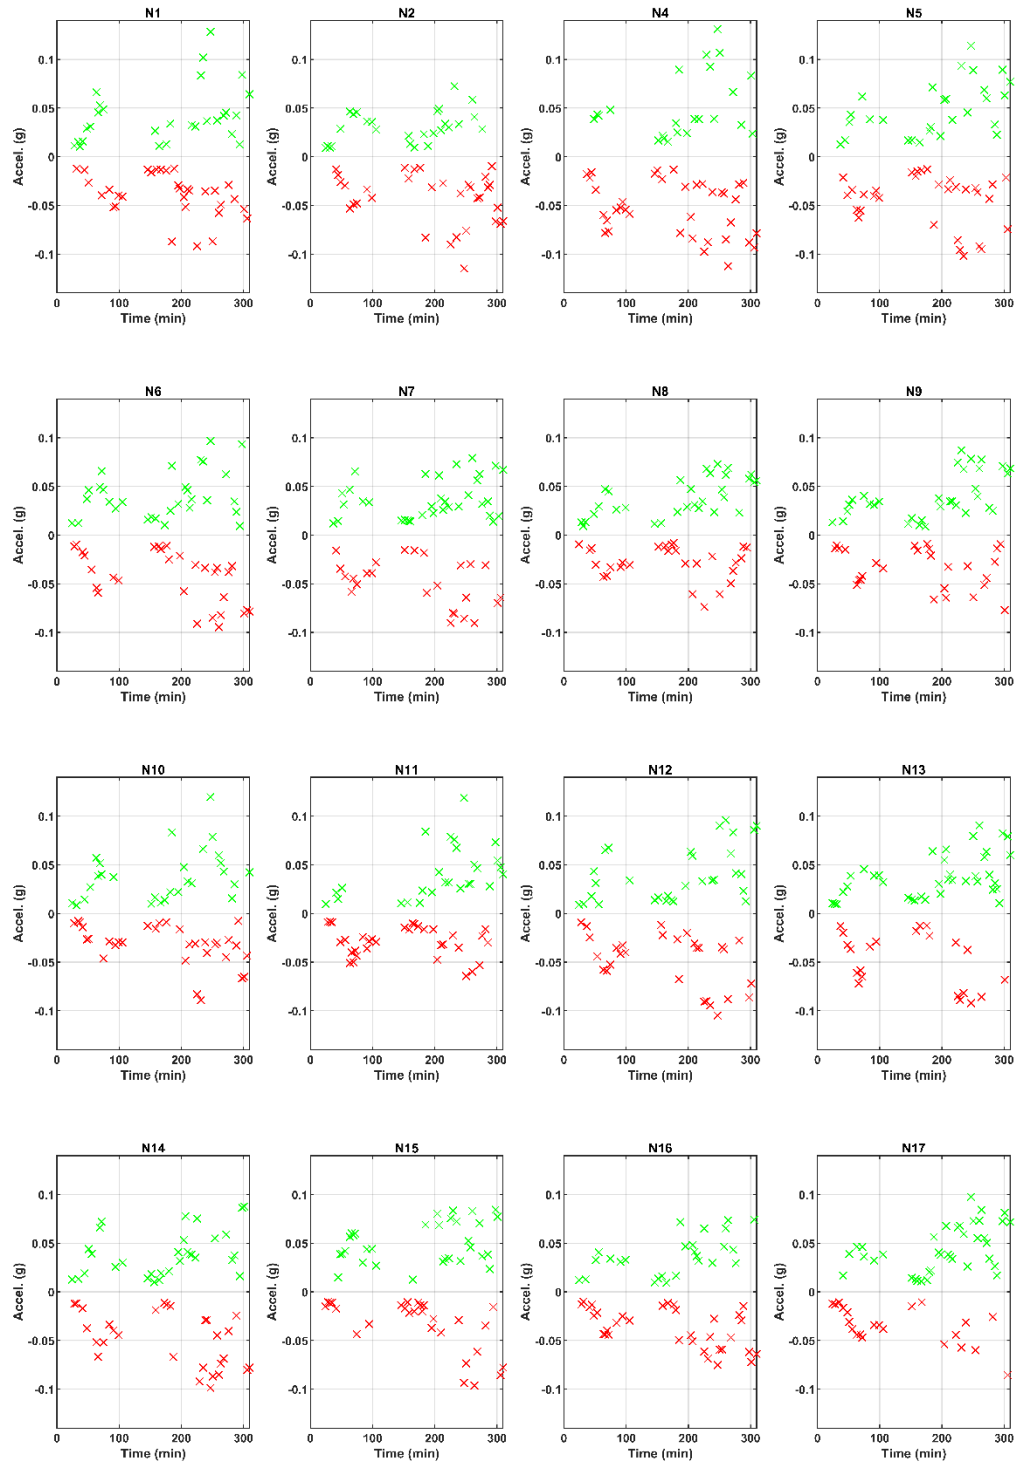 N1 N2 N4 N5
0.1 0.1 0.1 0.1
0.05 0.05 0.05 0.05
Accel. (g) Accel. (g) Accel. (g) Accel. (g)
0 0 0 0
-0.05 -0.05 -0.05 -0.05
-0.1 -0.1 -0.1 -0.1
0 100 200 300 0 100 200 300 0 100 200 300 0 100 200 300
Time (min) Time (min) Time (min) Time (min)
N6 N7 N8 N9
0.1 0.1 0.1 0.1
0.05 0.05 0.05 0.05
Accel. (g) Accel. (g) Accel. (g) Accel. (g)
0 0 0 0
-0.05 -0.05 -0.05 -0.05
-0.1 -0.1 -0.1 -0.1
0 100 200 300 0 100 200 300 0 100 200 300 0 100 200 300
Time (min) Time (min) Time (min) Time (min)
N10 N11 N12 N13
0.1 0.1 0.1 0.1
0.05 0.05 0.05 0.05
Accel. (g) Accel. (g) Accel. (g) Accel. (g)
0 0 0 0
-0.05 -0.05 -0.05 -0.05
-0.1 -0.1 -0.1 -0.1
0 100 200 300 0 100 200 300 0 100 200 300 0 100 200 300
Time (min) Time (min) Time (min) Time (min)
N14 N15 N16 N17
0.1 0.1 0.1 0.1
0.05 0.05 0.05 0.05
Accel. (g) Accel. (g) Accel. (g) Accel. (g)
0 0 0 0
-0.05 -0.05 -0.05 -0.05
-0.1 -0.1 -0.1 -0.1
0 100 200 300 0 100 200 300 0 100 200 300 0 100 200 300
Time (min) Time (min) Time (min) Time (min)